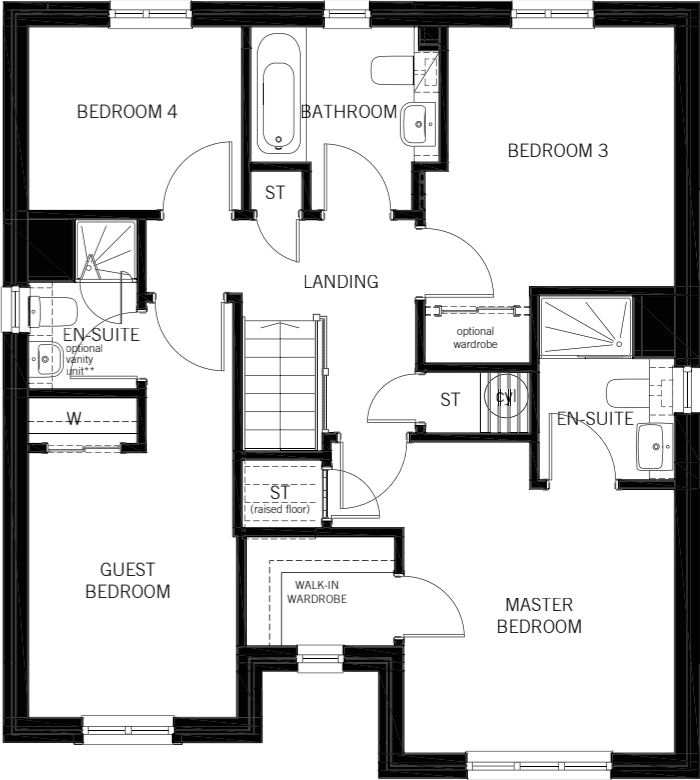 BEDROOM 4
BATHROOM
BEDROOM 3
ST
LANDING
EN-SUITE
optional
vanity
unit**
optional
wardrobe
W
ST
cyl
EN-SUITE
ST
(raised floor)
GUEST
BEDROOM
WALK-IN
WARDROBE
MASTER
BEDROOM